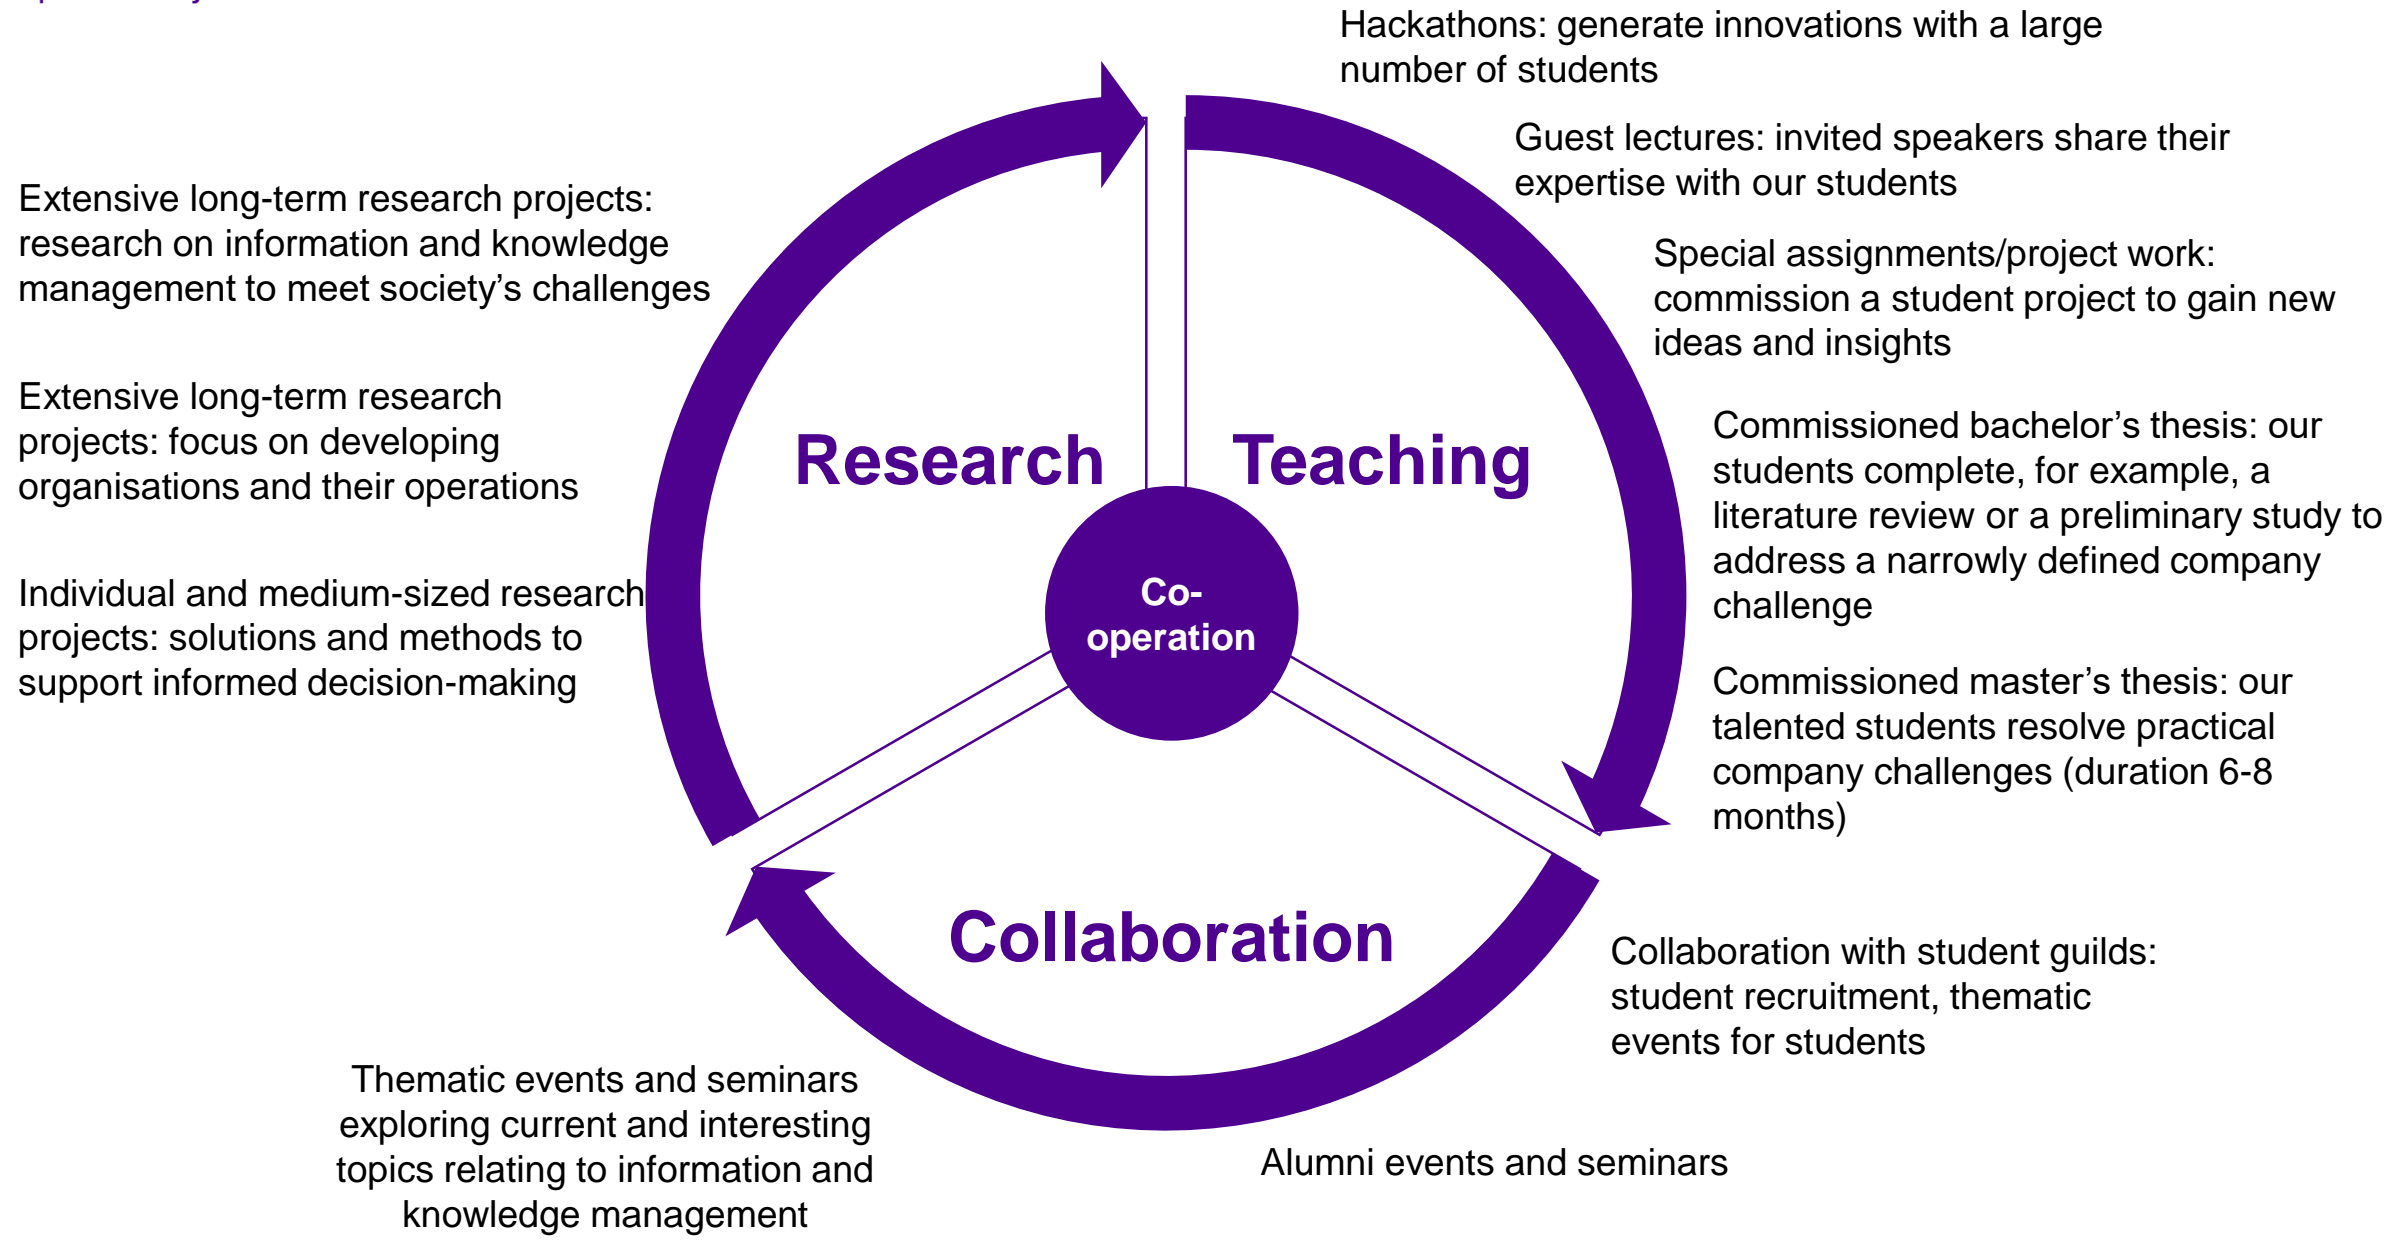 Hackathons: generate innovations with a large
number of students
Guest lectures: invited speakers share their
expertise with our students
Special assignments/project work:
commission a student project to gain new
ideas and insights
Commissioned bachelor’s thesis: our
students complete, for example, a
literature review or a preliminary study to
address a narrowly defined company
challenge
Commissioned master’s thesis: our
talented students resolve practical
company challenges (duration 6-8
months)
Collaboration with student guilds:
student recruitment, thematic
events for students
Alumni events and seminars
Thematic events and seminars
exploring current and interesting
topics relating to information and
knowledge management
Individual and medium-sized research
projects: solutions and methods to
support informed decision-making
Extensive long-term research
projects: focus on developing
organisations and their operations
Extensive long-term research projects:
research on information and knowledge
management to meet society’s challenges
Research
Teaching
Co-
operation
Collaboration